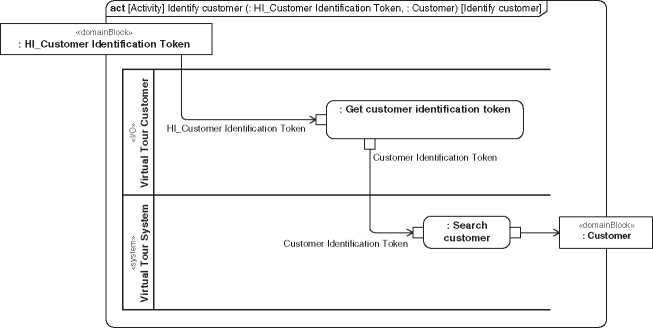 act [Activity] Identify customer (: HI_Customer Identification Token, : Customer) [Identify customer]
«domainBlock»
: HI_Customer Identification Token
«I/O»
Virtual Tour Customer
: Get customer identification token
HI_Customer Identification Token
Customer Identification Token
«system»
Virtual Tour System
: Search
customer
Customer Identification Token
«domainBlock»
: Customer